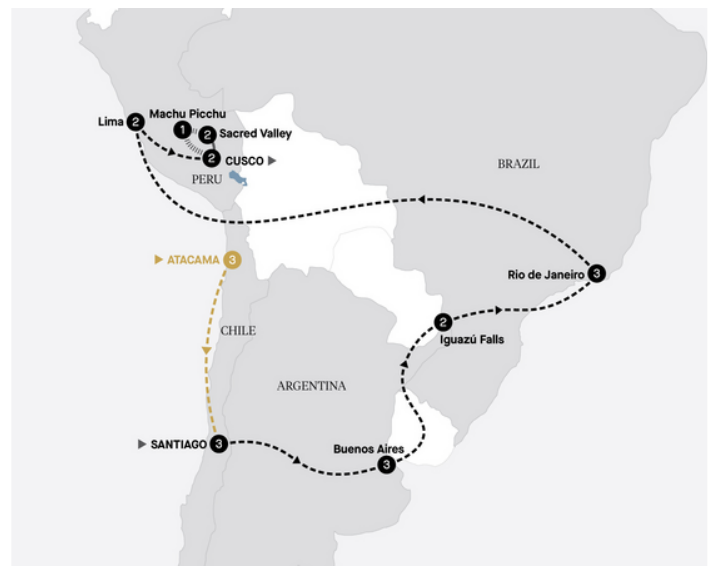 Machu Picchu
Lima 2
1
2 Sacred Valley
2 CUSCO ▶
PERU
BRAZIL
▶ ATACAMA 3
Rio de Janeiro 3
2
Iguazú Falls
CHILE
ARGENTINA
▶ SANTIAGO 3
Buenos Aires
3